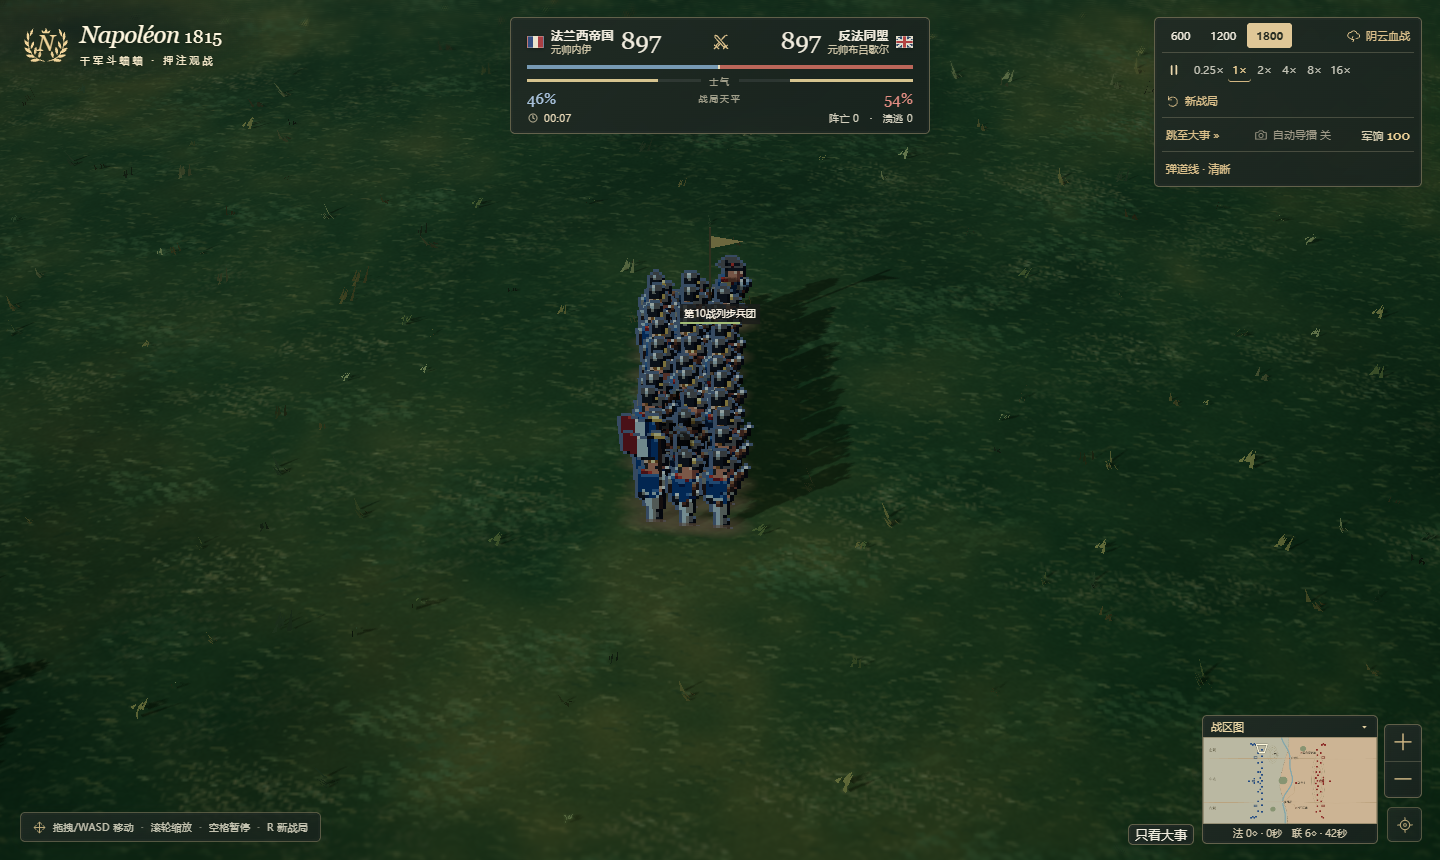 Napoléon 1815
千军斗蛐蛐 · 押注观战
法兰西帝国
元帅内伊
897
897
反法同盟
元帅布吕歇尔
士气
46%
战局天平
54%
00:07
阵亡 0 · 溃逃 0
600 1200 1800 阴云血战
0.25× 1× 2× 4× 8× 16×
新战局
跳至大事 » 自动导播 关 军饷 100
弹道线 · 清晰
第10战列步兵团
战区图
法 0⋄ · 0秒 联 6⋄ · 42秒
只看大事
拖拽/WASD 移动 · 滚轮缩放 · 空格暂停 · R 新战局